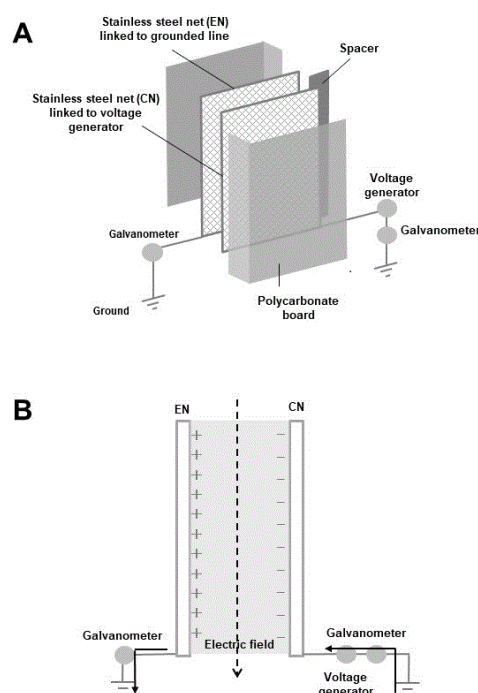 A
Stainless steel net (EN)
linked to grounded line
Spacer
Stainless steel net (CN)
linked to voltage
generator
Voltage
generator
Galvanometer
Galvanometer
Polycarbonate
board
Ground
B
EN
CN
Galvanometer
Electric field
Galvanometer
Voltage
generator